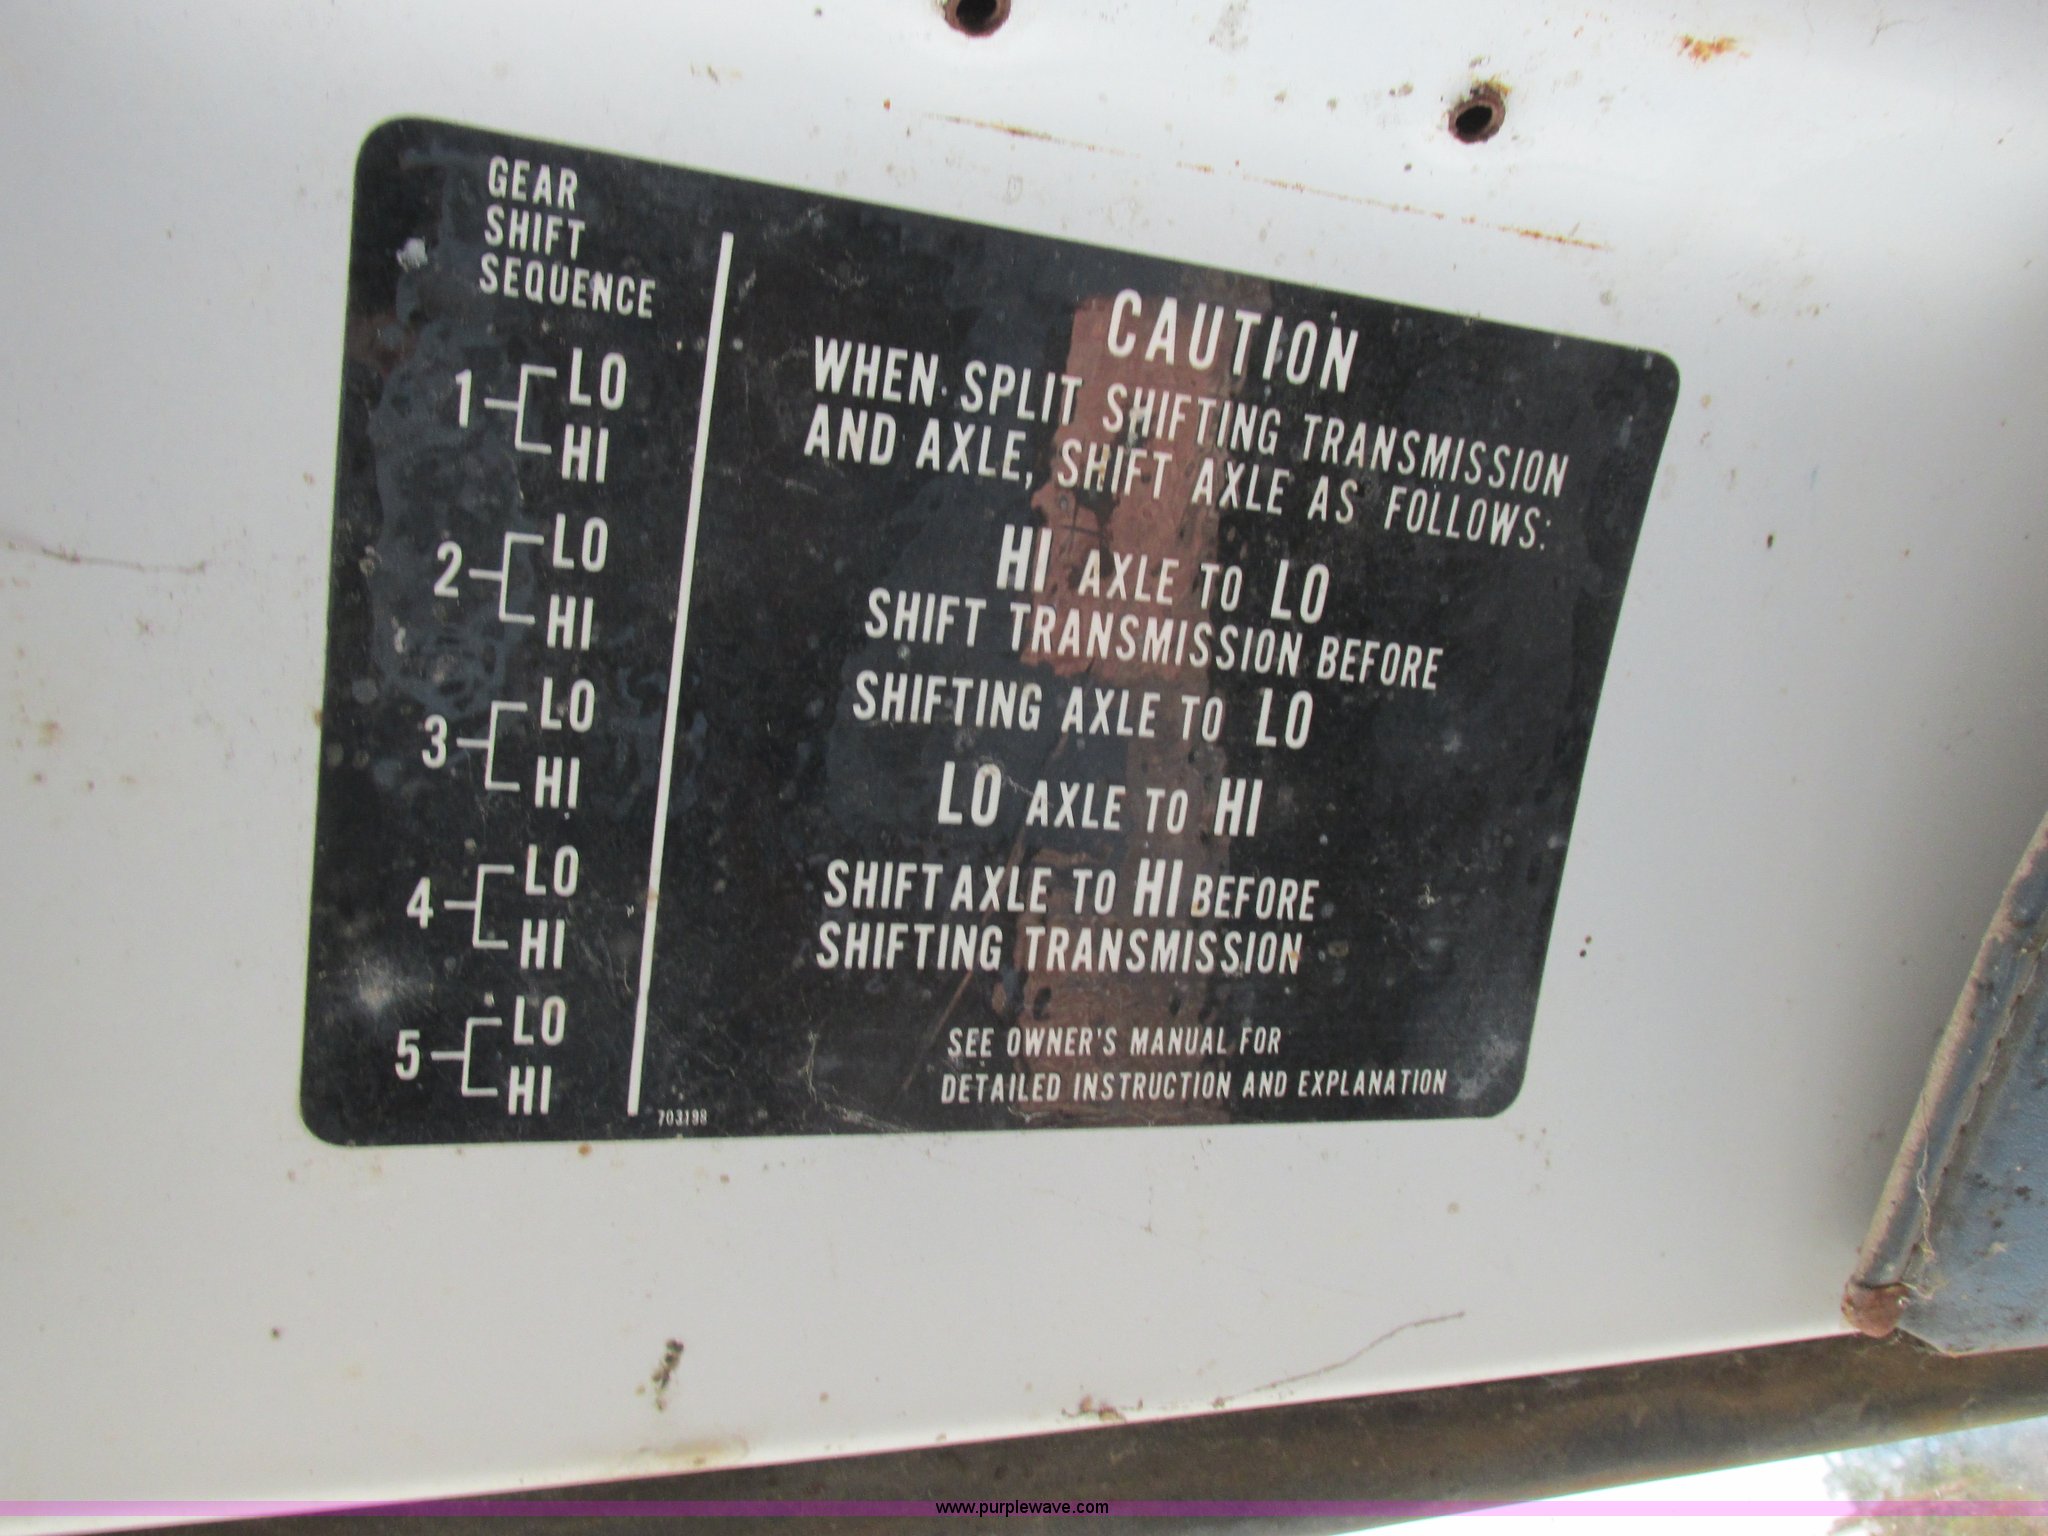 GEAR
SHIFT
SEQUENCE
1 LO
HI
2 LO
HI
3 LO
HI
4 LO
HI
5 LO
HI
CAUTION
WHEN SPLIT SHIFTING TRANSMISSION
AND AXLE, SHIFT AXLE AS FOLLOWS:
HI AXLE TO LO
SHIFT TRANSMISSION BEFORE
SHIFTING AXLE TO LO
LO AXLE TO HI
SHIFT AXLE TO HI BEFORE
SHIFTING TRANSMISSION
SEE OWNER'S MANUAL FOR
DETAILED INSTRUCTION AND EXPLANATION
703198
www.purplewave.com